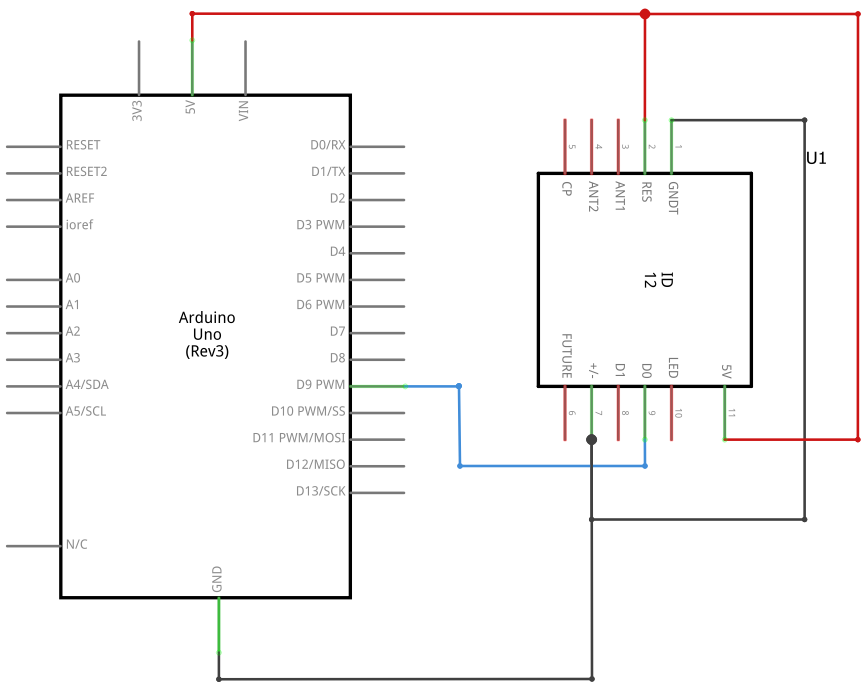 3V3
5V
VIN
RESET
RESET2
AREF
ioref
A0
A1
A2
A3
A4/SDA
A5/SCL
N/C
Arduino
Uno
(Rev3)
D0/RX
D1/TX
D2
D3 PWM
D4
D5 PWM
D6 PWM
D7
D8
D9 PWM
D10 PWM/SS
D11 PWM/MOSI
D12/MISO
D13/SCK
GND
5
4
3
2
1
CP
ANT2
ANT1
RES
GNDT
U1
ID
12
FUTURE
+/-
D1
D0
LED
5V
6
7
8
9
10
11